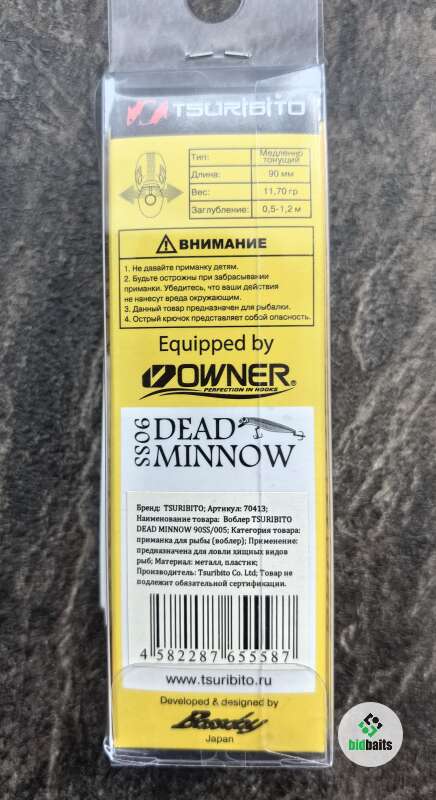 TSURIBITO
Тип: Медленно тонущий
Длина: 90 мм
Вес: 11,70 гр
Заглубление: 0,5-1,2 м
ВНИМАНИЕ
1. Не давайте приманку детям.
2. Будьте острожны при забрасывании
приманки. Убедитесь, что ваши действия
не нанесут вреда окружающим.
3. Данный товар предназначен для рыбалки.
4. Острый крючок представляет собой опасность.
Equipped by
OWNER®
PERFECTION IN HOOKS
90SS
DEAD
MINNOW
Бренд: TSURIBITO; Артикул: 70413;
Наименование товара: Воблер TSURIBITO
DEAD MINNOW 90SS/005; Категория товара:
приманка для рыбы (воблер); Применение:
предназначена для ловли хищных видов
рыб; Материал: металл, пластик;
Производитель: Tsuribito Co. Ltd; Товар не
подлежит обязательной сертификации.
4 582287 655587
www.tsuribito.ru
Developed & designed by
Japan
bidbaits